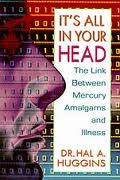 IT'S ALL
IN YOUR
HEAD
The Link
Between
Mercury
Amalgams
and
Illness
DR. HAL A.
HUGGINS